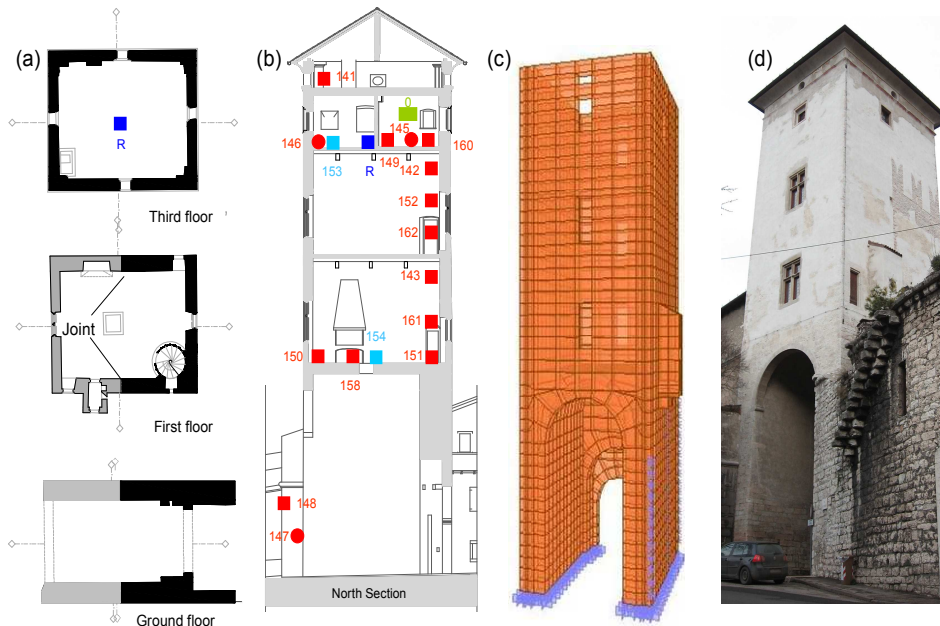 (a)
R
Third floor
Joint
First floor
Ground floor
(b)
141
0
145
146
153
R
149
142
160
152
162
143
161
154
150
151
158
148
147
North Section
(c)
(d)